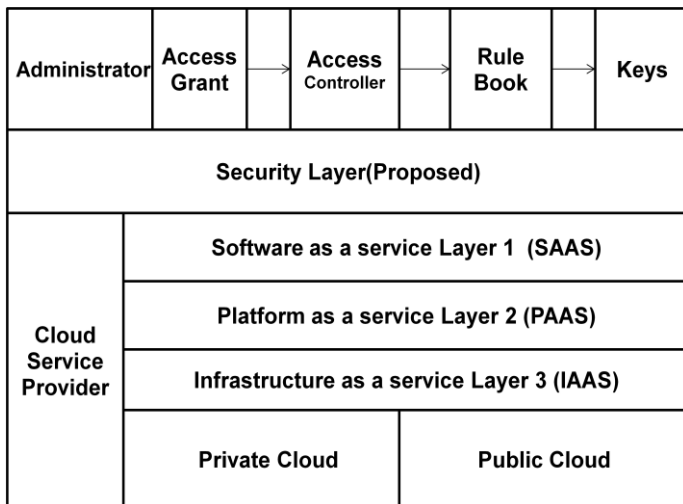 Administrator
Access
Grant
Access
Controller
Rule
Book
Keys
Security Layer(Proposed)
Cloud
Service
Provider
Software as a service Layer 1 (SAAS)
Platform as a service Layer 2 (PAAS)
Infrastructure as a service Layer 3 (IAAS)
Private Cloud
Public Cloud